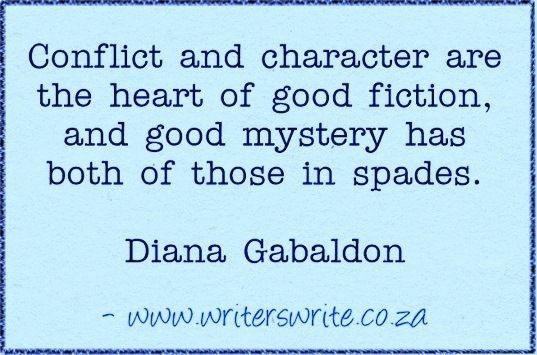 Conflict and character are
the heart of good fiction,
and good mystery has
both of those in spades.
Diana Gabaldon
- www.writerswrite.co.za